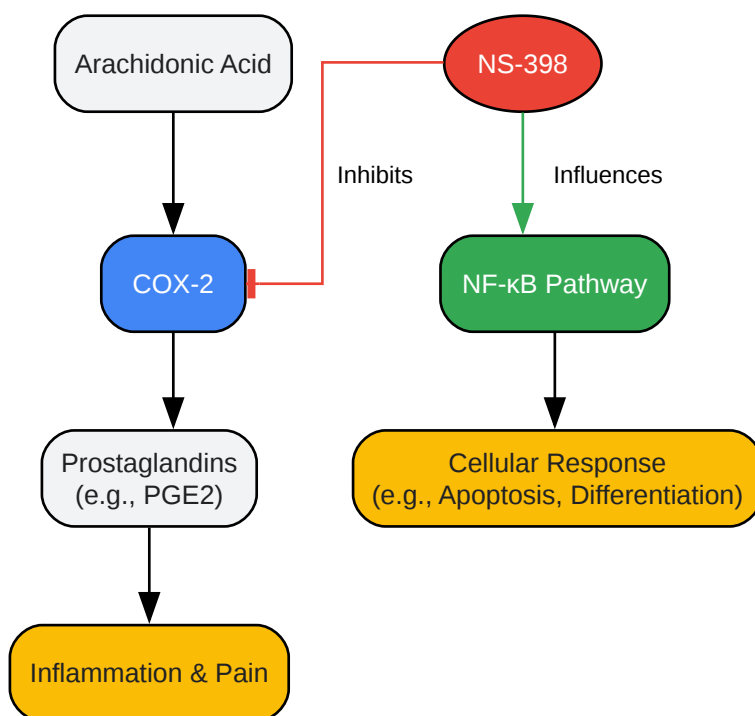 Arachidonic Acid
NS-398
Inhibits
Influences
COX-2
NF-κB Pathway
Prostaglandins
(e.g., PGE2)
Cellular Response
(e.g., Apoptosis, Differentiation)
Inflammation & Pain